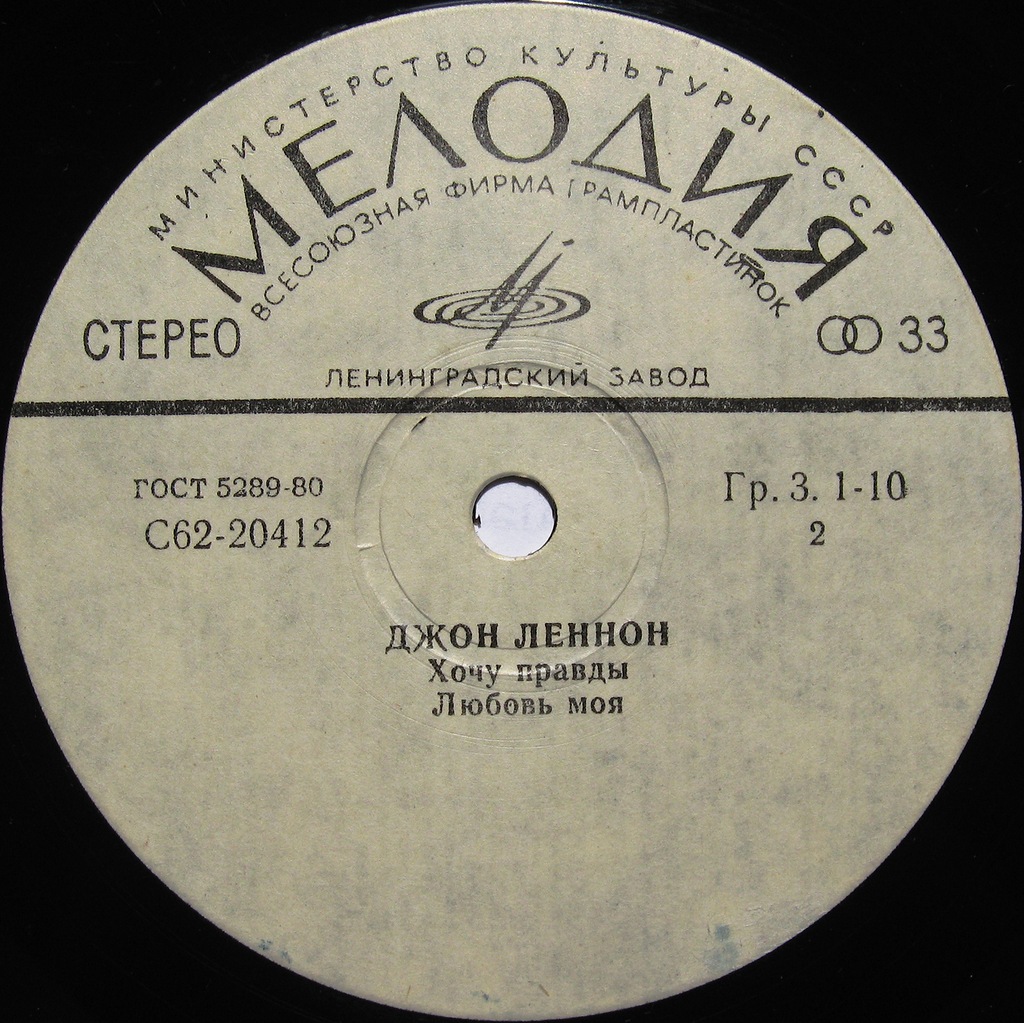 МИНИСТЕРСТВО КУЛЬТУРЫ СССР
МЕЛОДИЯ
ВСЕСОЮЗНАЯ ФИРМА ГРАМПЛАСТИНОК
СТЕРЕО
33
ЛЕНИНГРАДСКИЙ ЗАВОД
ГОСТ 5289-80
С62-20412
Гр. 3. 1-10
2
ДЖОН ЛЕННОН
Хочу правды
Любовь моя